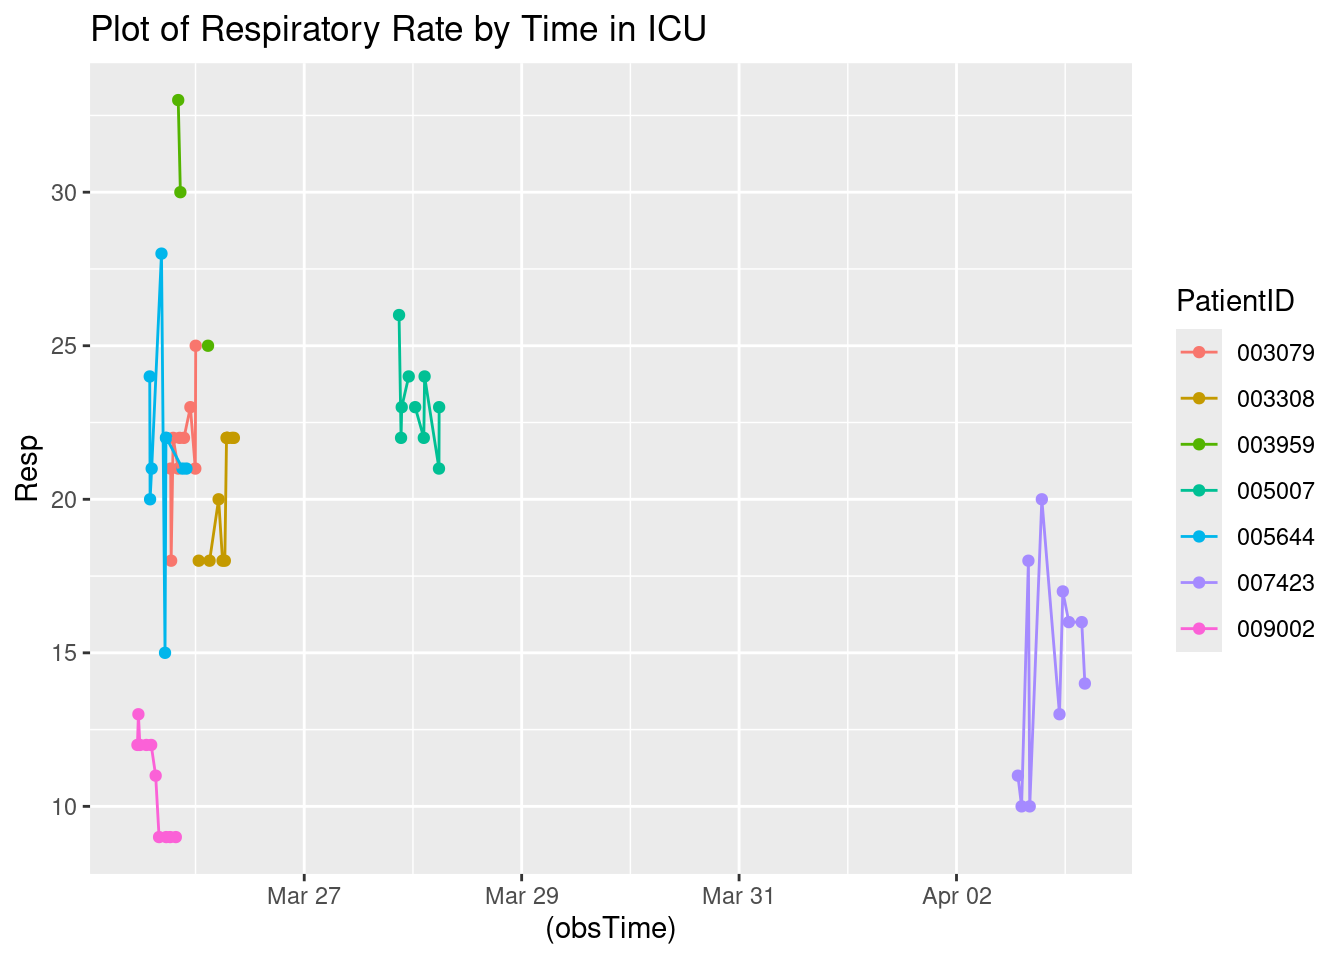 Plot of Respiratory Rate by Time in ICU
Resp
30
25
20
15
10
Mar 27
Mar 29
Mar 31
Apr 02
(obsTime)
PatientID
003079
003308
003959
005007
005644
007423
009002